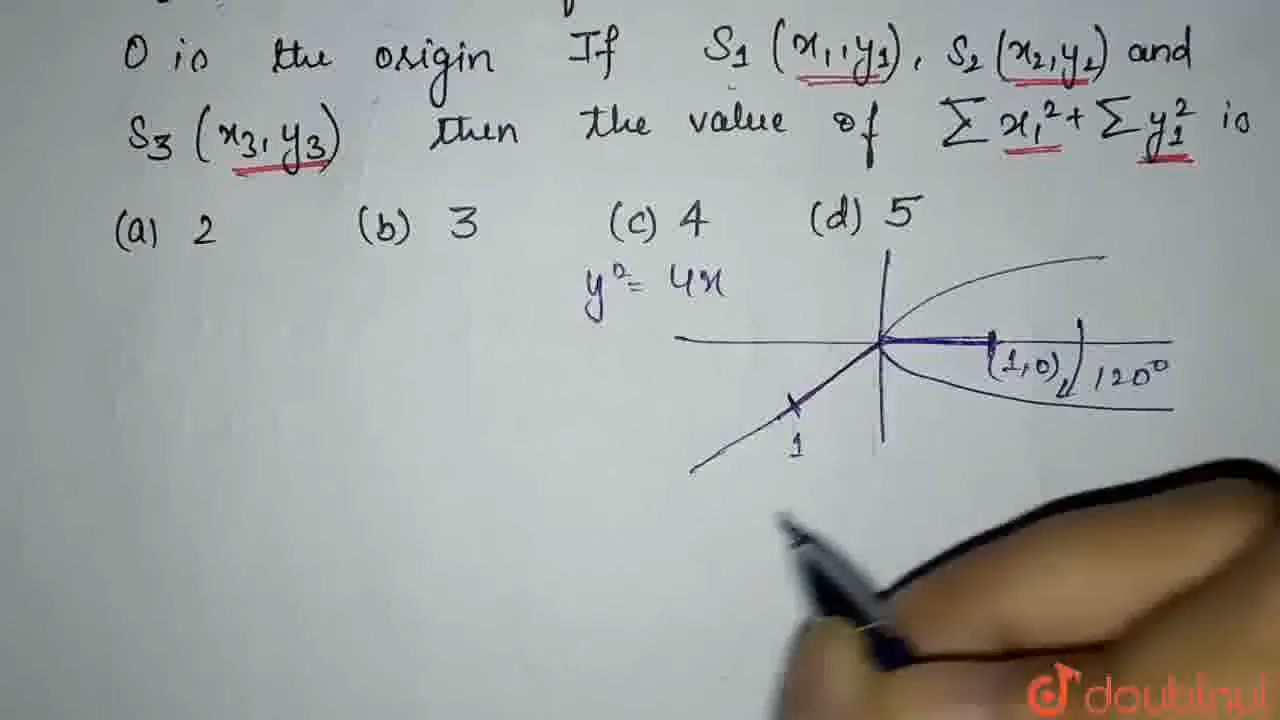 O is the origin If S1 (x1,y1), S2 (x2,y2) and
S3 (x3,y3) then the value of ∑x1²+ ∑y1² is
(a) 2 (b) 3 (c) 4 (d) 5
y²= 4x
(1,0) 120°
1
doubtnut